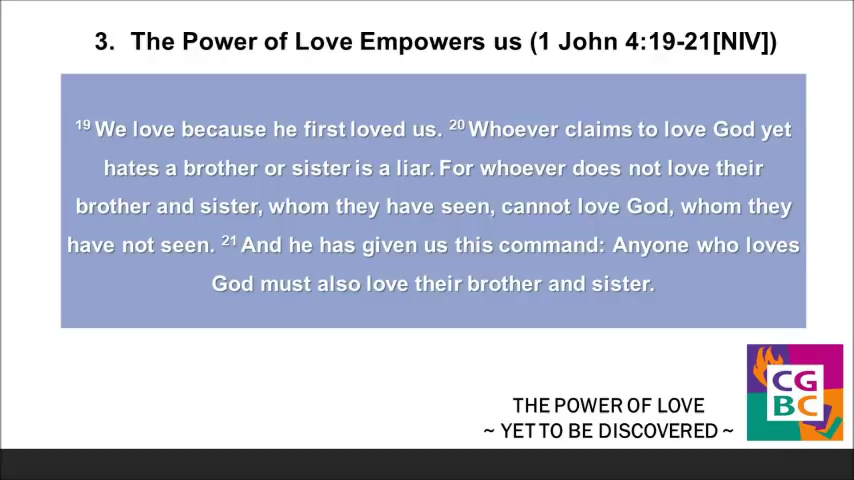 3. The Power of Love Empowers us (1 John 4:19-21[NIV])
19 We love because he first loved us. 20 Whoever claims to love God yet
hates a brother or sister is a liar. For whoever does not love their
brother and sister, whom they have seen, cannot love God, whom they
have not seen. 21 And he has given us this command: Anyone who loves
God must also love their brother and sister.
THE POWER OF LOVE
~ YET TO BE DISCOVERED ~
CG
BC